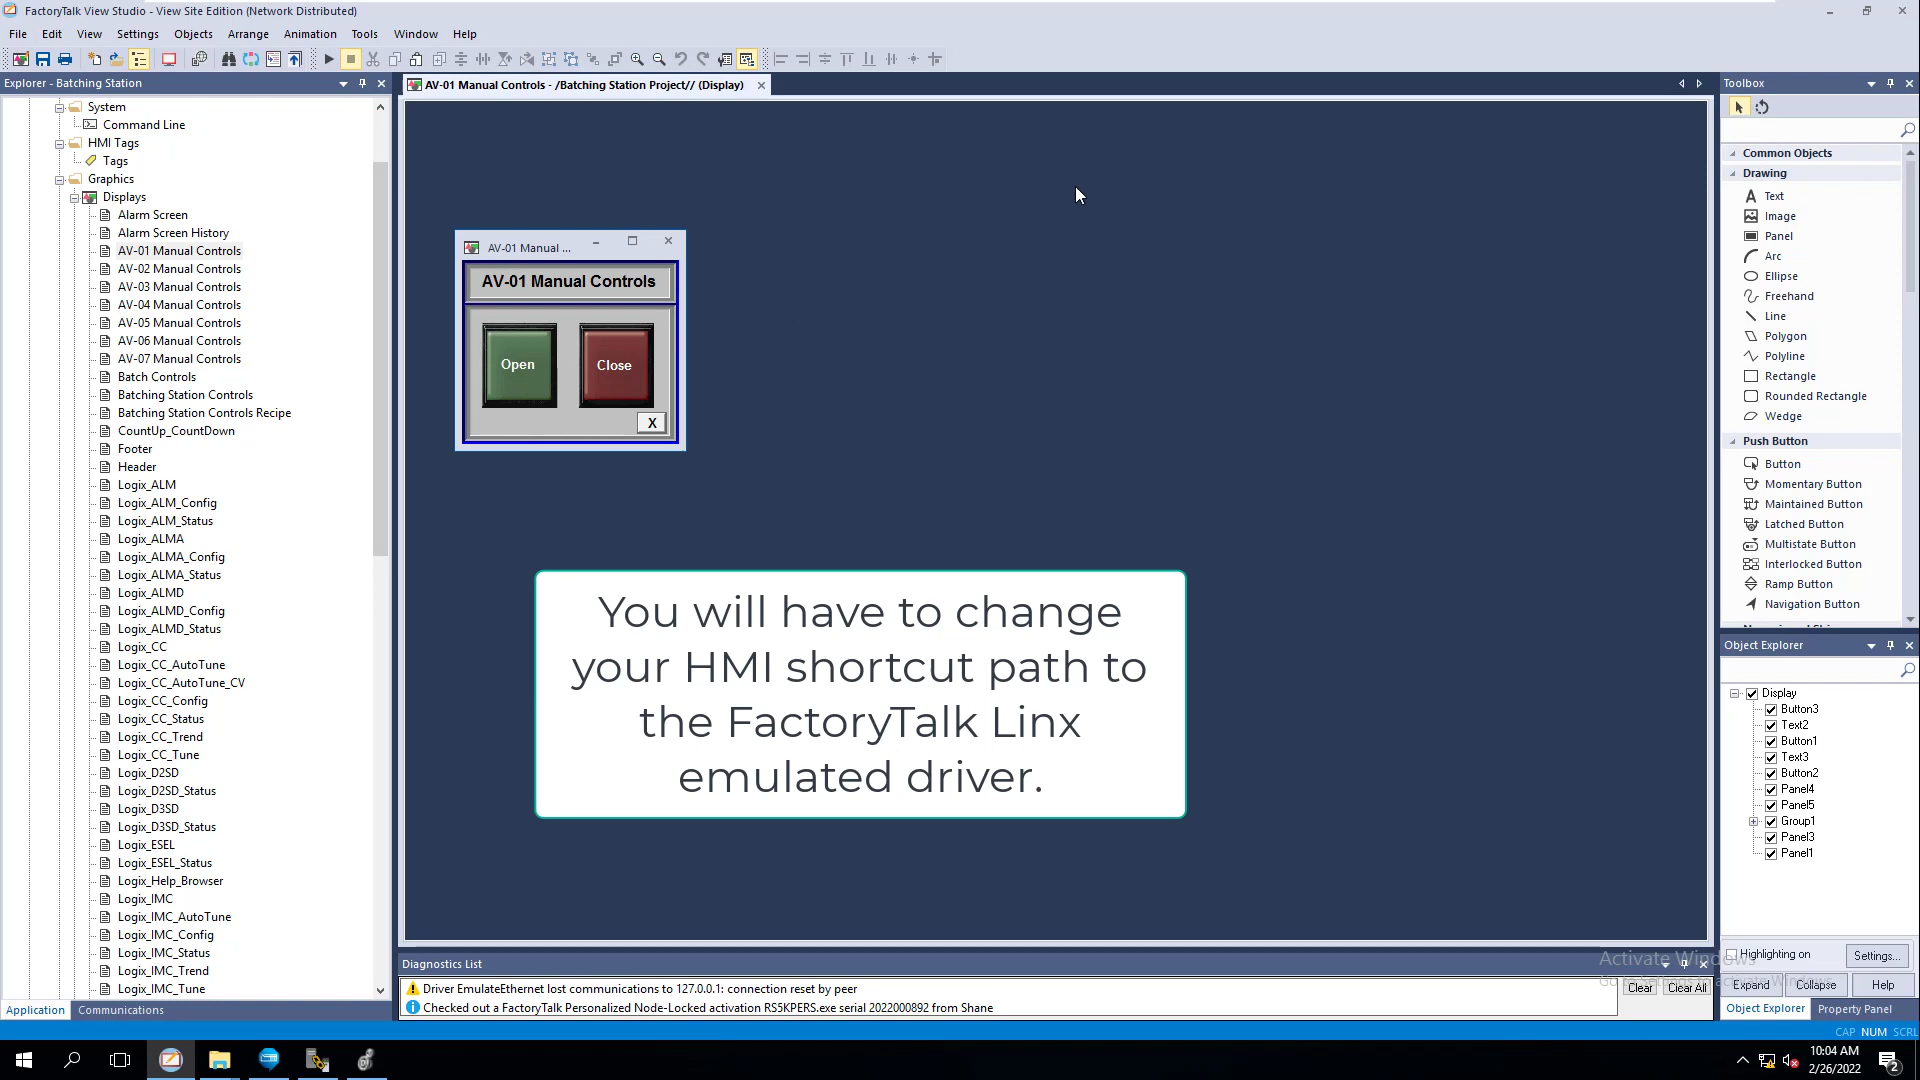 FactoryTalk View Studio - View Site Edition (Network Distributed)
File Edit View Settings Objects Arrange Animation Tools Window Help
Explorer - Batching Station
System
Command Line
HMI Tags
Tags
Graphics
Displays
Alarm Screen
Alarm Screen History
AV-01 Manual Controls
AV-02 Manual Controls
AV-03 Manual Controls
AV-04 Manual Controls
AV-05 Manual Controls
AV-06 Manual Controls
AV-07 Manual Controls
Batch Controls
Batching Station Controls
Batching Station Controls Recipe
CountUp_CountDown
Footer
Header
Logix_ALM
Logix_ALM_Config
Logix_ALM_Status
Logix_ALMA
Logix_ALMA_Config
Logix_ALMA_Status
Logix_ALMD
Logix_ALMD_Config
Logix_ALMD_Status
Logix_CC
Logix_CC_AutoTune
Logix_CC_AutoTune_CV
Logix_CC_Config
Logix_CC_Status
Logix_CC_Trend
Logix_CC_Tune
Logix_D2SD
Logix_D2SD_Status
Logix_D3SD
Logix_D3SD_Status
Logix_ESEL
Logix_ESEL_Status
Logix_Help_Browser
Logix_IMC
Logix_IMC_AutoTune
Logix_IMC_Config
Logix_IMC_Status
Logix_IMC_Trend
Logix_IMC_Tune
Application Communications
AV-01 Manual Controls - /Batching Station Project// (Display)
AV-01 Manual ...
AV-01 Manual Controls
Open Close
X
You will have to change
your HMI shortcut path to
the FactoryTalk Linx
emulated driver.
Diagnostics List
Driver EmulateEthernet lost communications to 127.0.0.1: connection reset by peer
Checked out a FactoryTalk Personalized Node-Locked activation RS5KPERS.exe serial 2022000892 from Shane
Clear Clear All
Toolbox
Common Objects
Drawing
Text
Image
Panel
Arc
Ellipse
Freehand
Line
Polygon
Polyline
Rectangle
Rounded Rectangle
Wedge
Push Button
Button
Momentary Button
Maintained Button
Latched Button
Multistate Button
Interlocked Button
Ramp Button
Navigation Button
Object Explorer
Display
Button3
Text2
Button1
Text3
Button2
Panel4
Panel5
Group1
Panel3
Panel1
Activate Windows
Highlighting on Settings...
Expand Collapse Help
Object Explorer Property Panel
CAP NUM SCRL
10:04 AM
2/26/2022
2